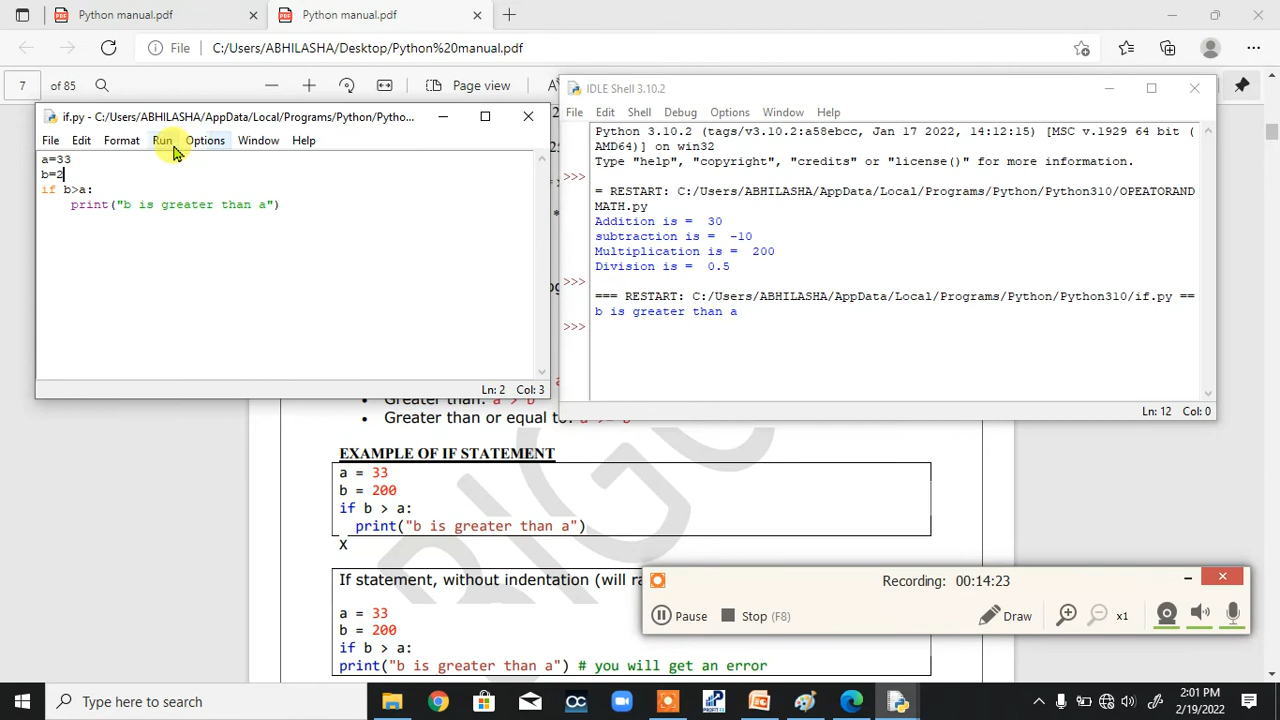 Python manual.pdf
Python manual.pdf
File
C:/Users/ABHILASHA/Desktop/Python%20manual.pdf
7
of 85
Page view
if.py - C:/Users/ABHILASHA/AppData/Local/Programs/Python/Pytho...
File Edit Format Run Options Window Help
a=33
b=2
if b>a:
    print("b is greater than a")
Ln: 2 Col: 3
IDLE Shell 3.10.2
File Edit Shell Debug Options Window Help
Python 3.10.2 (tags/v3.10.2:a58ebcc, Jan 17 2022, 14:12:15) [MSC v.1929 64 bit (
AMD64)] on win32
Type "help", "copyright", "credits" or "license()" for more information.
>>>
= RESTART: C:/Users/ABHILASHA/AppData/Local/Programs/Python/Python310/OPEATORAND
MATH.py
Addition is =  30
subtraction is =  -10
Multiplication is =  200
Division is =  0.5
>>>
=== RESTART: C:/Users/ABHILASHA/AppData/Local/Programs/Python/Python310/if.py ==
b is greater than a
>>>
Ln: 12 Col: 0
• Greater than: a > b
• Greater than or equal to:
EXAMPLE OF IF STATEMENT
a = 33
b = 200
if b > a:
  print("b is greater than a")
X
If statement, without indentation (will
a = 33
b = 200
if b > a:
print("b is greater than a") # you will get an error
Recording: 00:14:23
Pause
Stop (F8)
Draw
x1
Type here to search
2:01 PM
2/19/2022